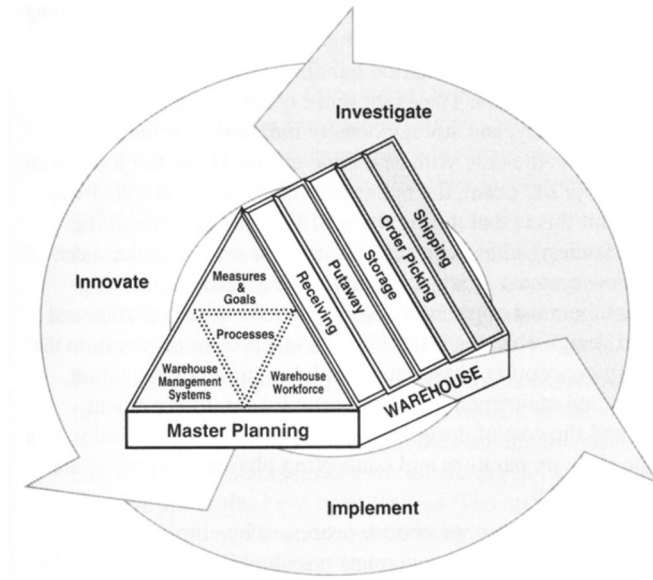 Investigate
Innovate
Measures
&
Goals
Processes
Warehouse
Management
Systems
Warehouse
Workforce
Receiving
Putaway
Storage
Order Picking
Shipping
WAREHOUSE
Master Planning
Implement